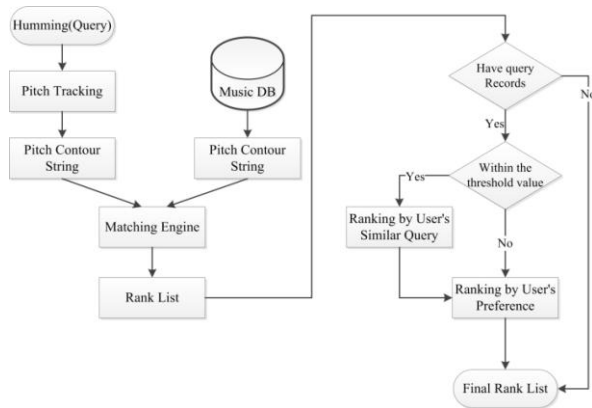 Humming(Query)
Pitch Tracking
Pitch Contour
String
Music DB
Pitch Contour
String
Matching Engine
Rank List
Have query
Records
No
Yes
Within the
threshold value
Yes
Ranking by User's
Similar Query
No
Ranking by User's
Preference
Final Rank List